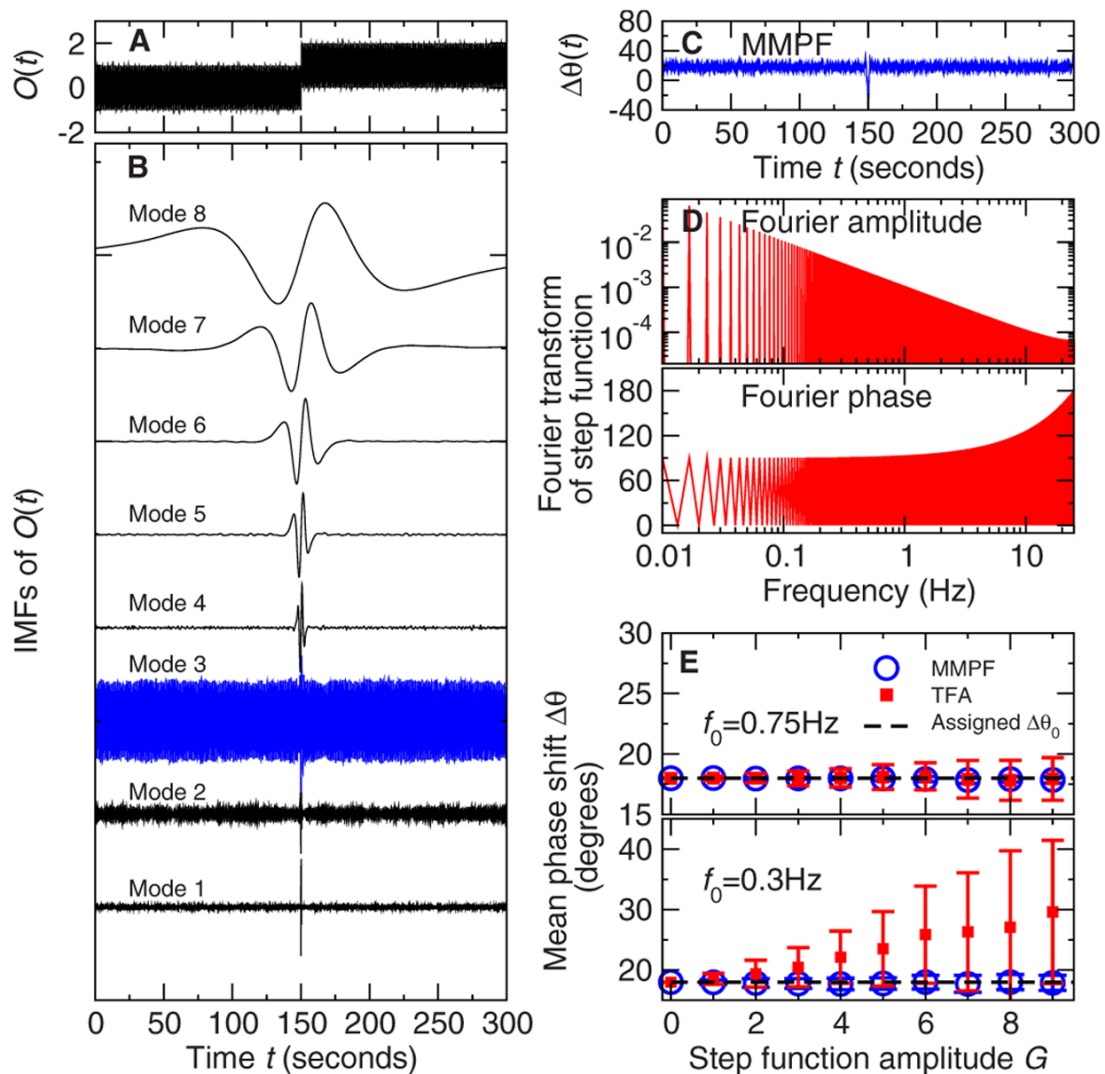 A
O(t)
2
0
-2
B
Mode 8
Mode 7
Mode 6
Mode 5
Mode 4
Mode 3
Mode 2
Mode 1
IMFs of O(t)
0 50 100 150 200 250 300
Time t (seconds)
C MMPF
Δθ(t)
80
40
0
-40
0 50 100 150 200 250 300
Time t (seconds)
D Fourier amplitude
10⁻²
10⁻³
10⁻⁴
Fourier transform
of step function
Fourier phase
180
120
60
0
0.01 0.1 1 10
Frequency (Hz)
E
MMPF
TFA
Assigned Δθ₀
f₀=0.75Hz
30
25
20
15
Mean phase shift Δθ
(degrees)
f₀=0.3Hz
40
30
20
0 2 4 6 8
Step function amplitude G